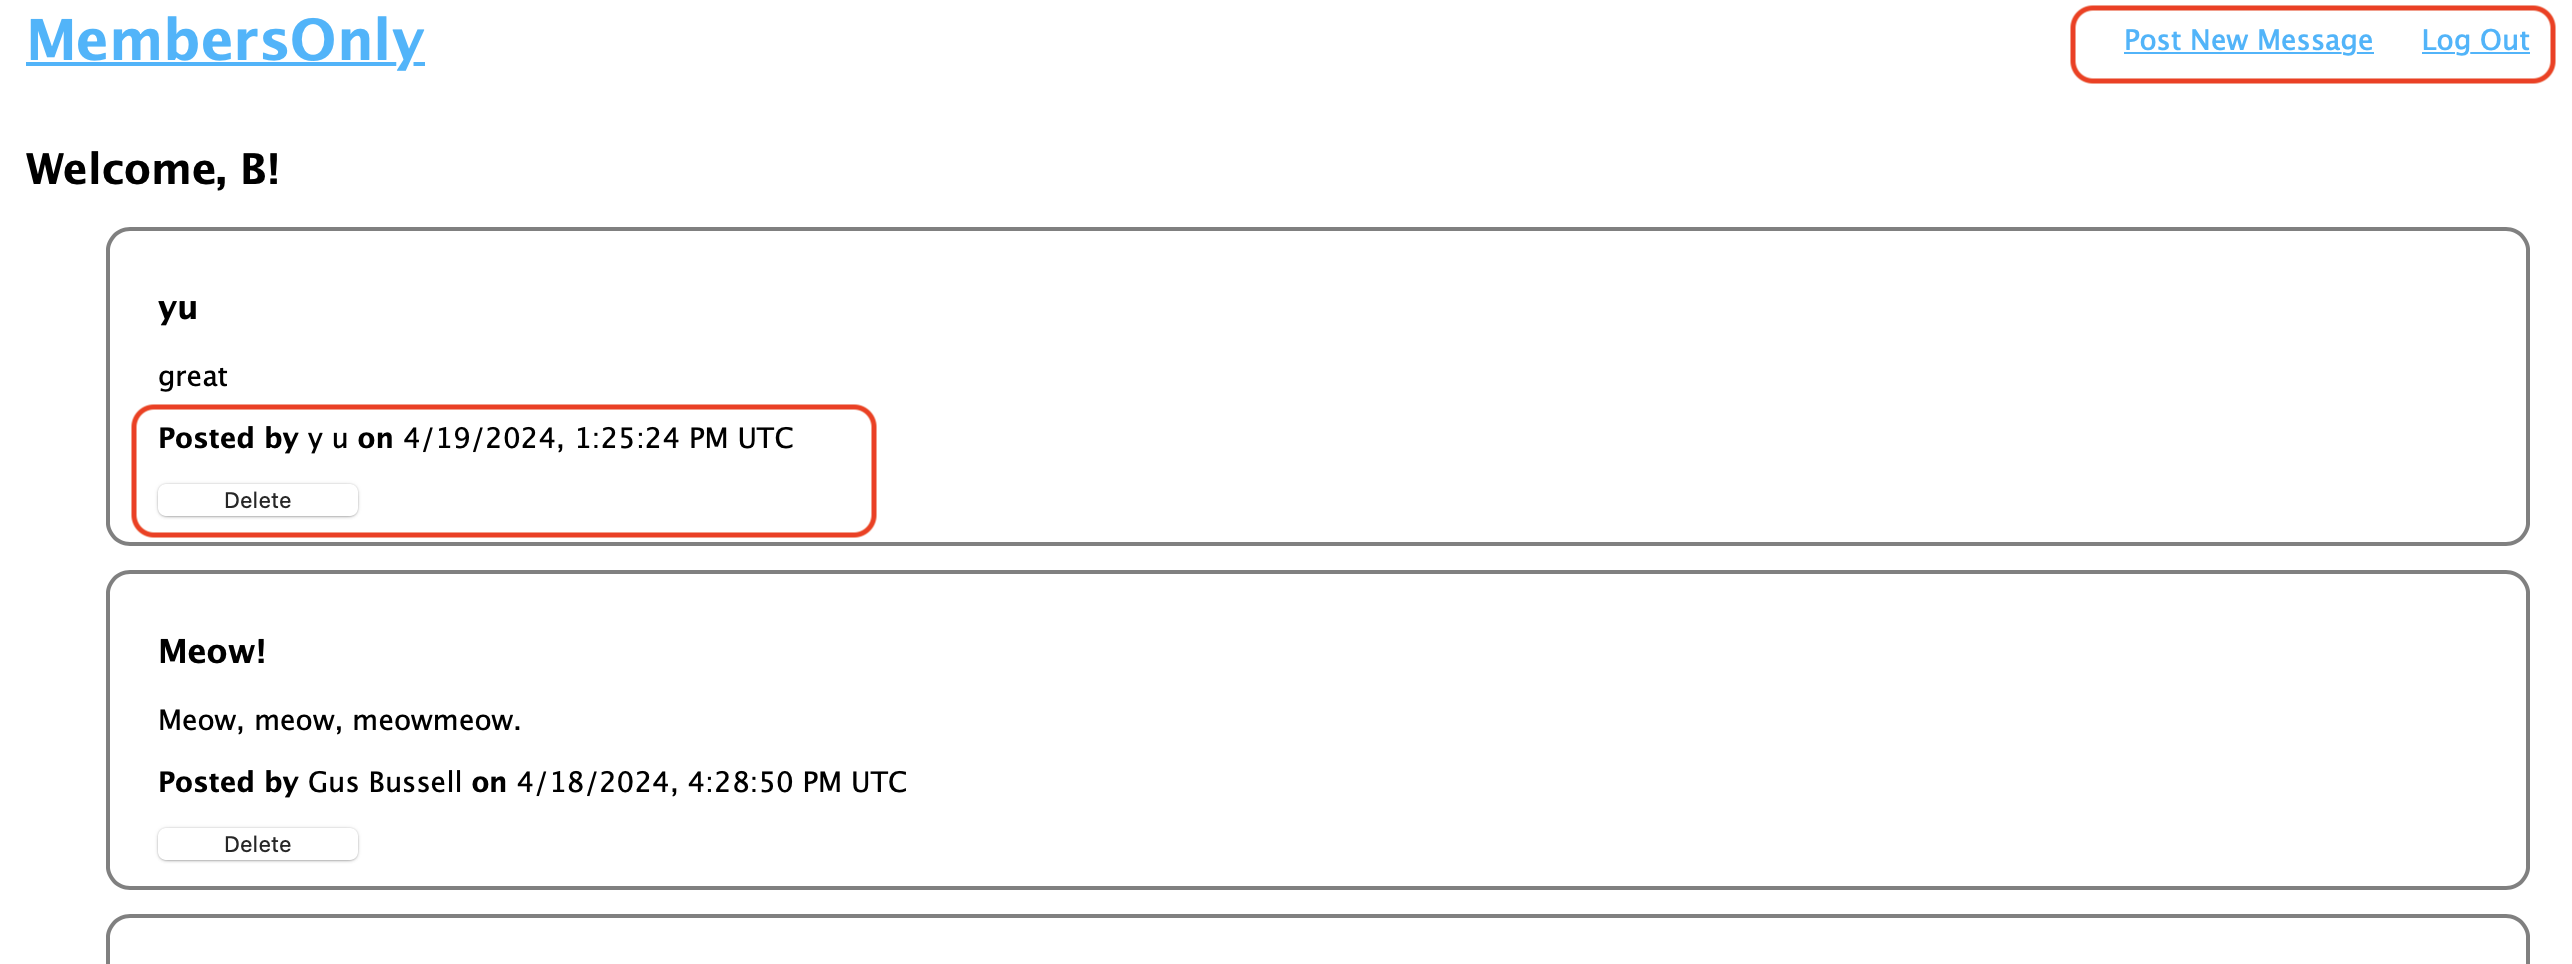 MembersOnly
Post New Message Log Out
Welcome, B!
yu
great
Posted by y u on 4/19/2024, 1:25:24 PM UTC
Delete
Meow!
Meow, meow, meowmeow.
Posted by Gus Bussell on 4/18/2024, 4:28:50 PM UTC
Delete